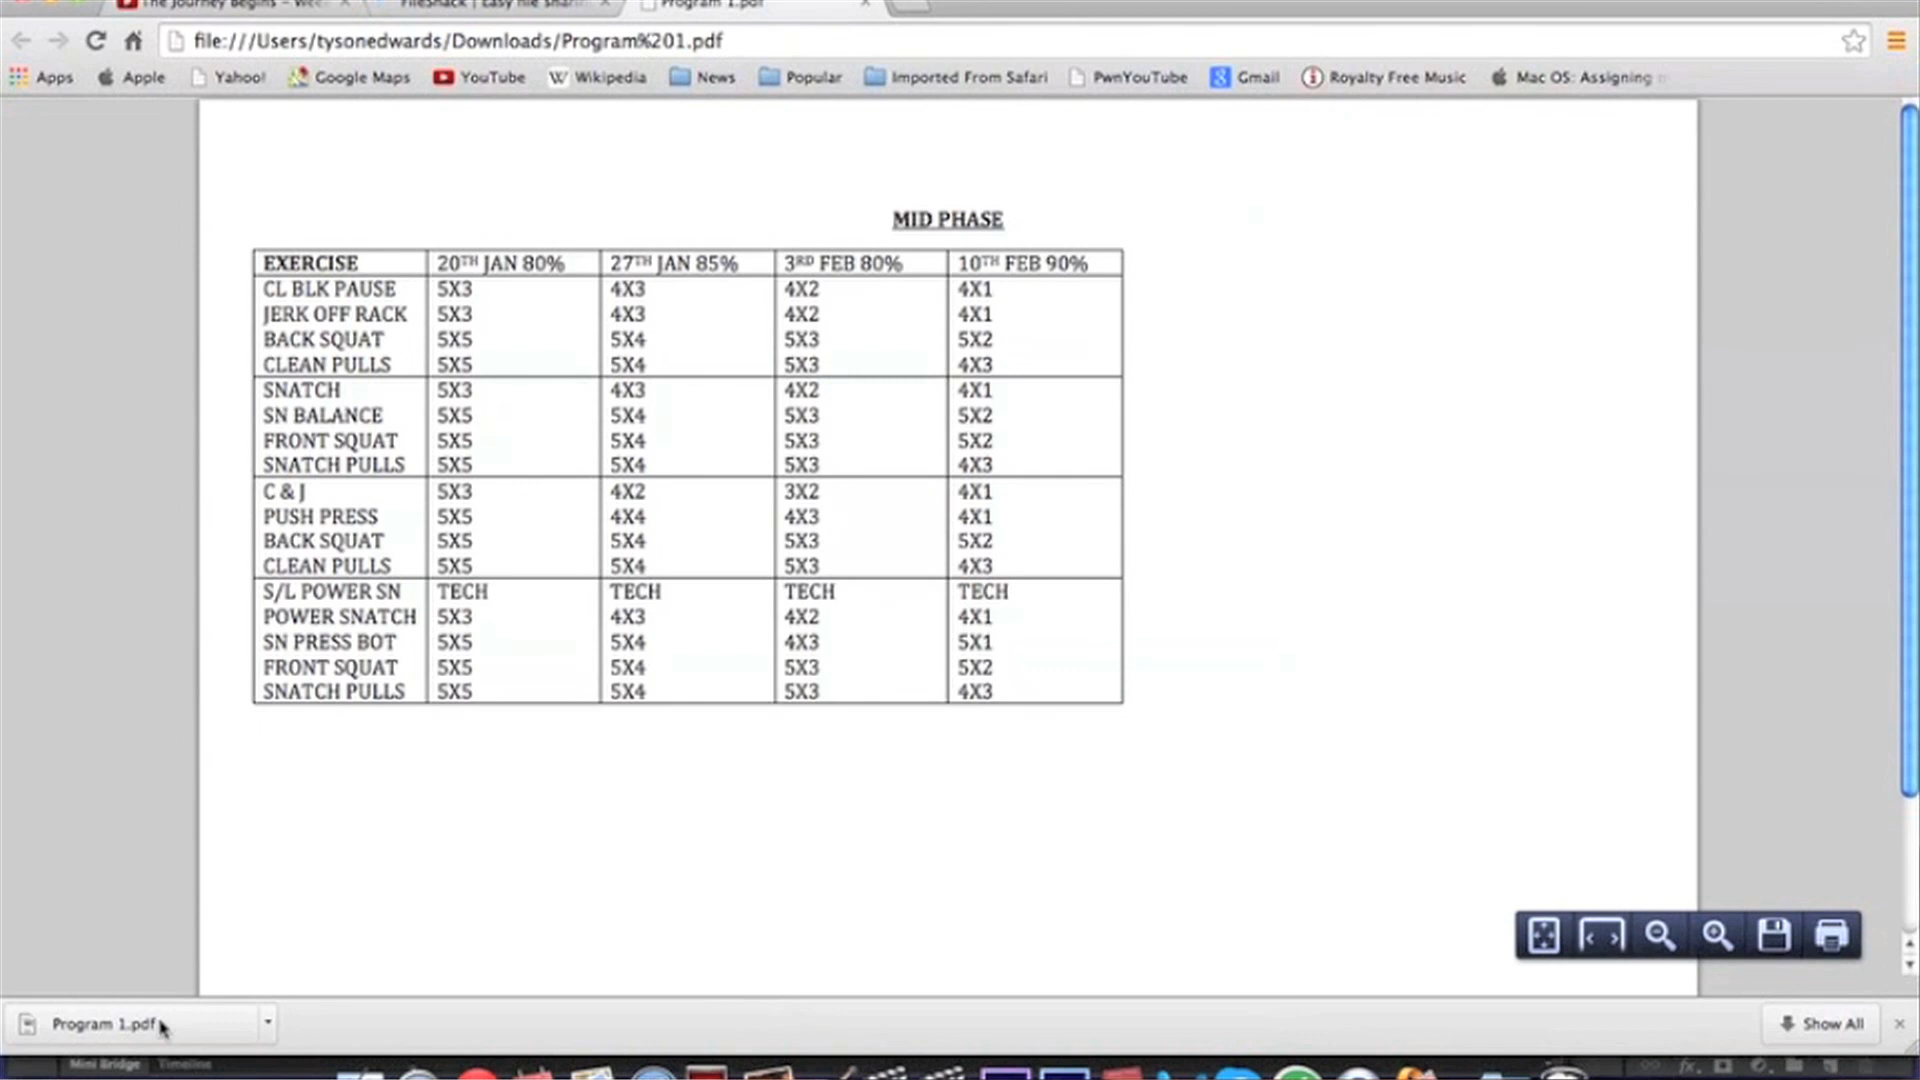 The Journey Begins - Wee
FileShack | Easy file sharin
Program 1.pdf
file:///Users/tysonedwards/Downloads/Program%201.pdf
Apps Apple Yahoo! Google Maps YouTube Wikipedia News Popular Imported From Safari PwnYouTube Gmail Royalty Free Music Mac OS: Assigning
MID PHASE
EXERCISE 20TH JAN 80% 27TH JAN 85% 3RD FEB 80% 10TH FEB 90%
CL BLK PAUSE 5X3 4X3 4X2 4X1
JERK OFF RACK 5X3 4X3 4X2 4X1
BACK SQUAT 5X5 5X4 5X3 5X2
CLEAN PULLS 5X5 5X4 5X3 4X3
SNATCH 5X3 4X3 4X2 4X1
SN BALANCE 5X5 5X4 5X3 5X2
FRONT SQUAT 5X5 5X4 5X3 5X2
SNATCH PULLS 5X5 5X4 5X3 4X3
C & J 5X3 4X2 3X2 4X1
PUSH PRESS 5X5 4X4 4X3 4X1
BACK SQUAT 5X5 5X4 5X3 5X2
CLEAN PULLS 5X5 5X4 5X3 4X3
S/L POWER SN TECH TECH TECH TECH
POWER SNATCH 5X3 4X3 4X2 4X1
SN PRESS BOT 5X5 5X4 4X3 5X1
FRONT SQUAT 5X5 5X4 5X3 5X2
SNATCH PULLS 5X5 5X4 5X3 4X3
Program 1.pdf
Show All
Mini Bridge Timeline